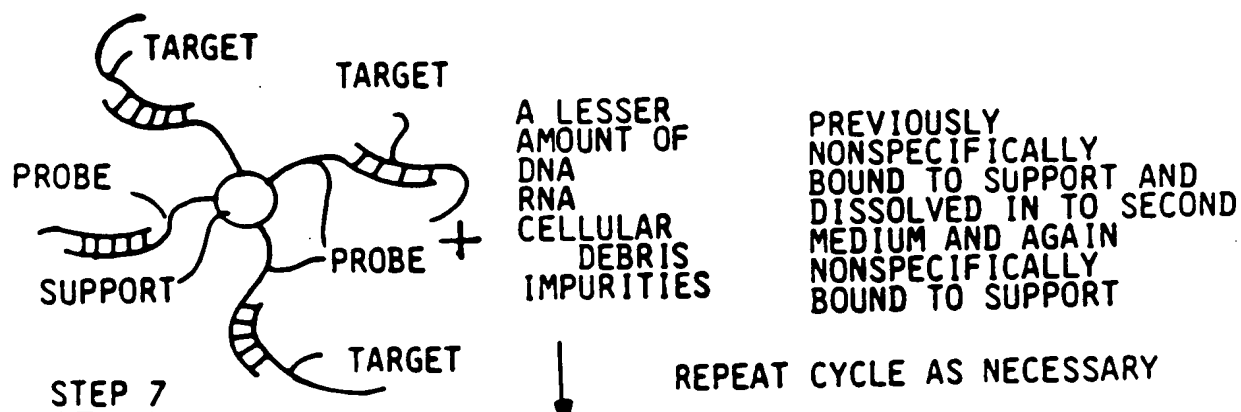 TARGET
TARGET
PROBE
SUPPORT
PROBE
TARGET
+
A LESSER
AMOUNT OF
DNA
RNA
CELLULAR
DEBRIS
IMPURITIES
PREVIOUSLY
NONSPECIFICALLY
BOUND TO SUPPORT AND
DISSOLVED IN TO SECOND
MEDIUM AND AGAIN
NONSPECIFICALLY
BOUND TO SUPPORT
STEP 7
REPEAT CYCLE AS NECESSARY